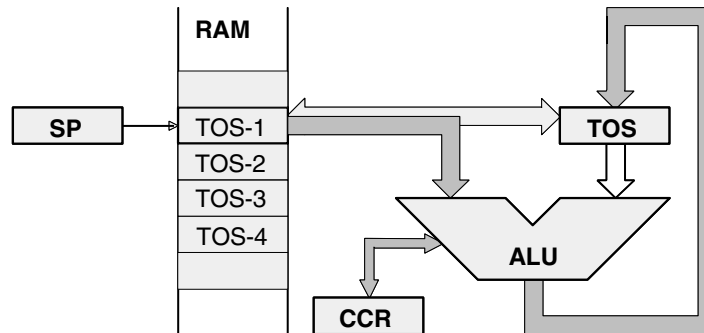 RAM
SP
TOS-1
TOS
TOS-2
TOS-3
TOS-4
ALU
CCR